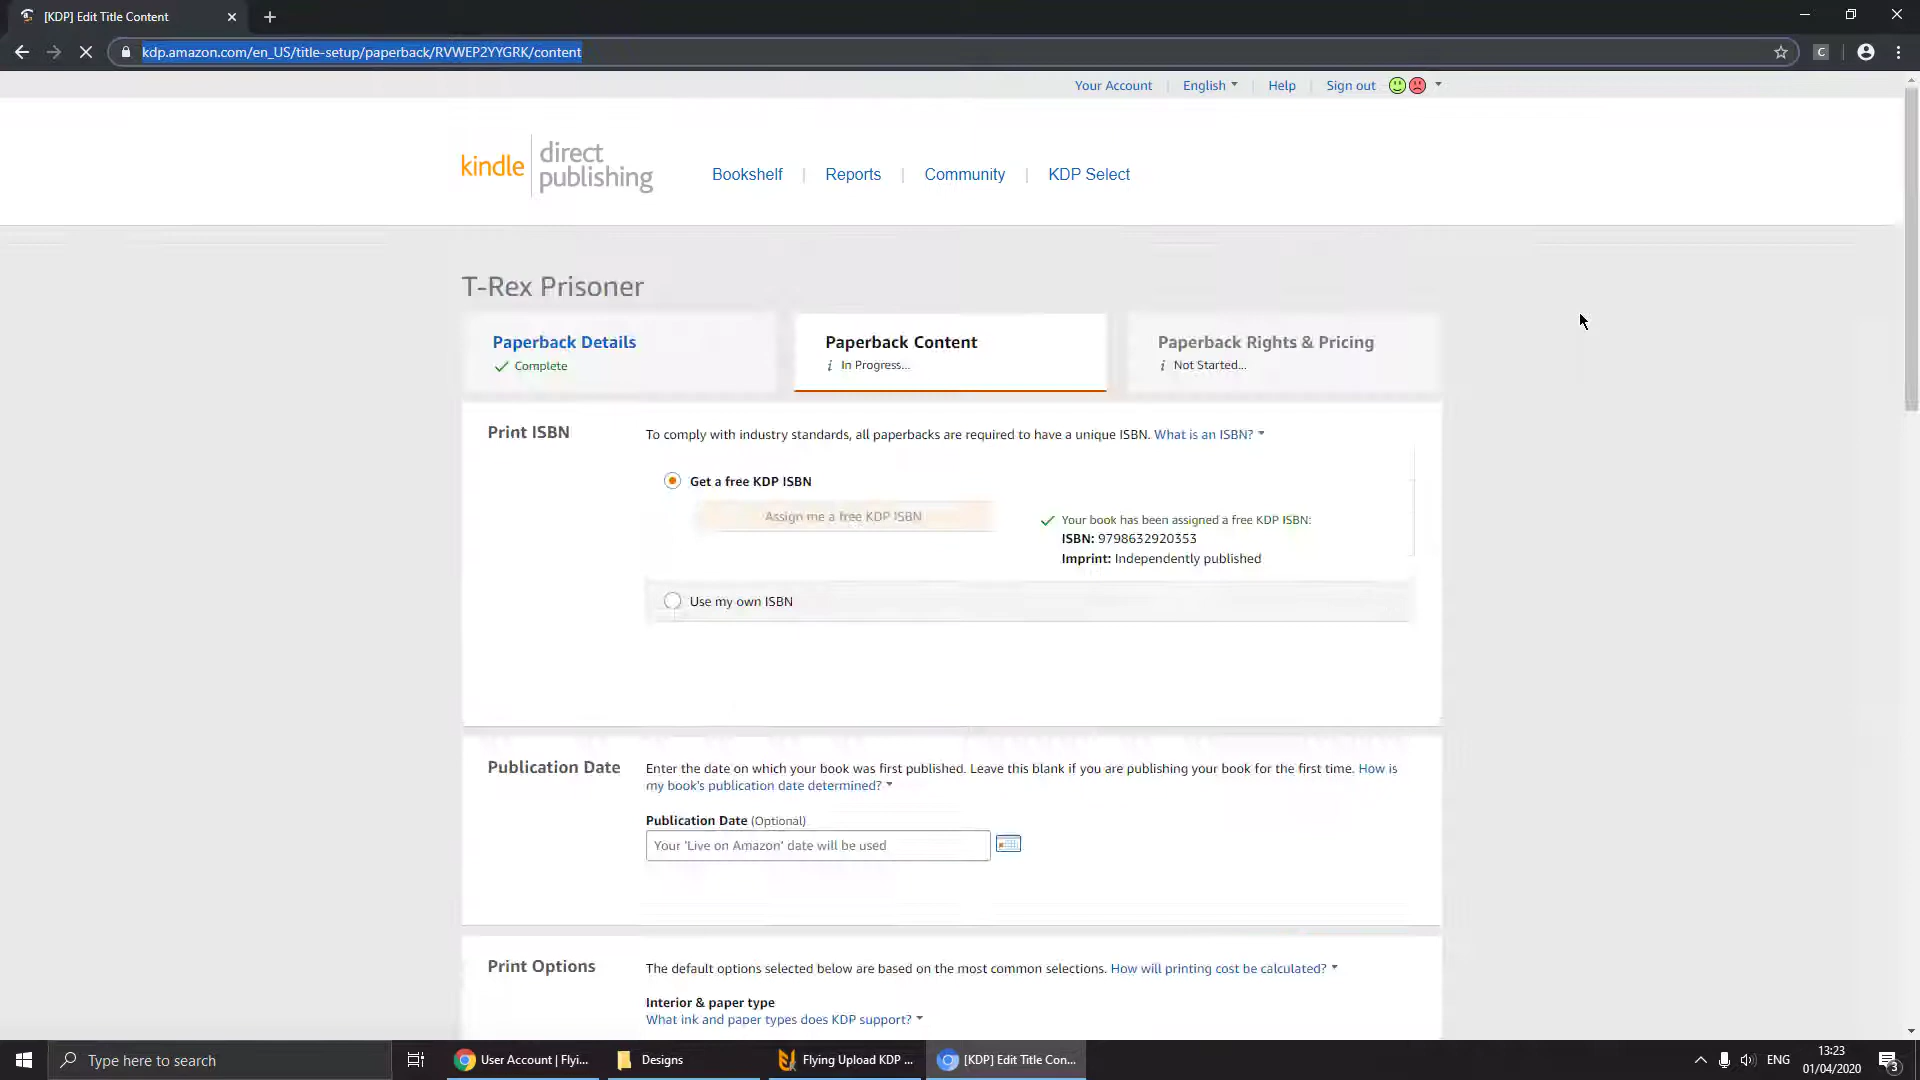 [KDP] Edit Title Content
kdp.amazon.com/en_US/title-setup/paperback/RVWEP2YYGRK/content
C
Your Account | English | Help | Sign out
kindle direct publishing
Bookshelf | Reports | Community | KDP Select
T-Rex Prisoner
Paperback Details
Complete
Paperback Content
In Progress...
Paperback Rights & Pricing
Not Started...
Print ISBN
To comply with industry standards, all paperbacks are required to have a unique ISBN. What is an ISBN?
Get a free KDP ISBN
Assign me a free KDP ISBN
Your book has been assigned a free KDP ISBN:
ISBN: 9798632920353
Imprint: Independently published
Use my own ISBN
Publication Date
Enter the date on which your book was first published. Leave this blank if you are publishing your book for the first time. How is
my book's publication date determined?
Publication Date (Optional)
Your 'Live on Amazon' date will be used
Print Options
The default options selected below are based on the most common selections. How will printing cost be calculated?
Interior & paper type
What ink and paper types does KDP support?
Type here to search
User Account | Flyi...
Designs
Flying Upload KDP ...
[KDP] Edit Title Con...
ENG
13:23
01/04/2020
3